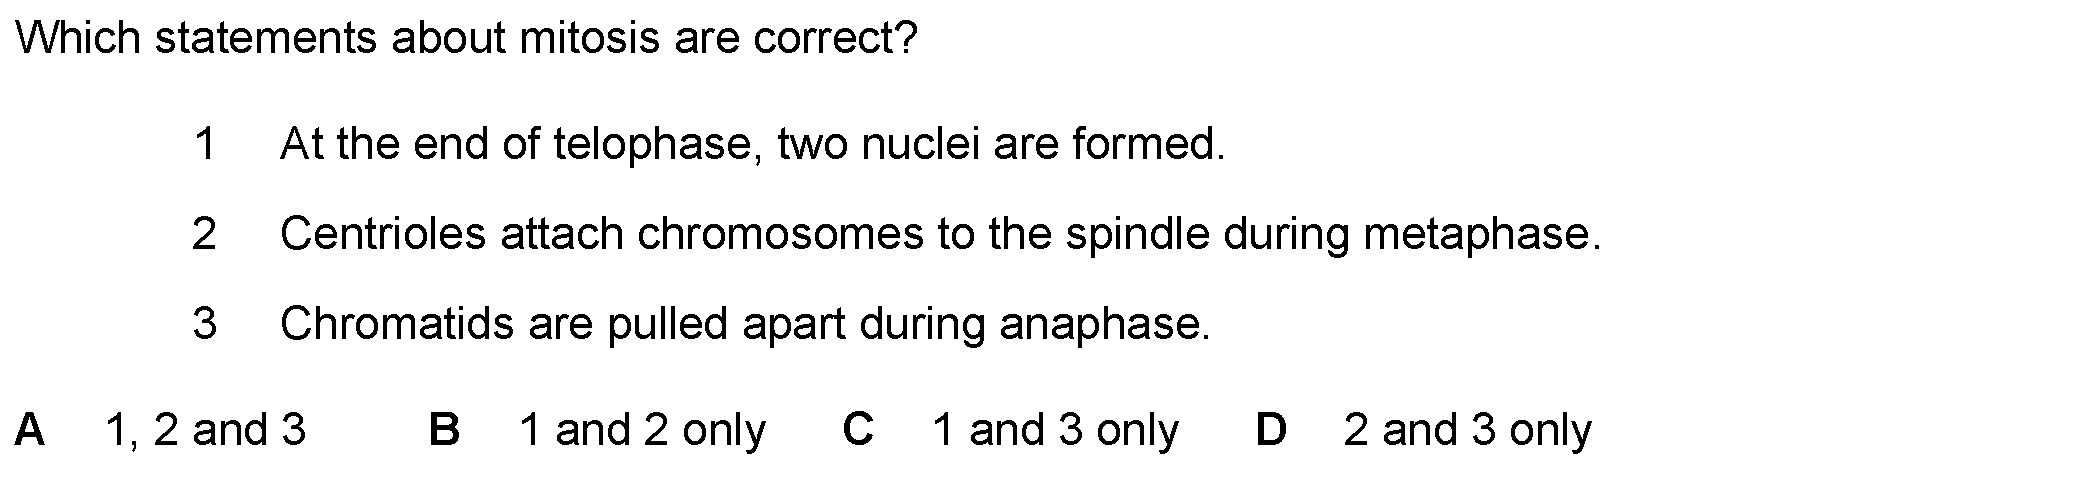 Which statements about mitosis are correct?
1 At the end of telophase, two nuclei are formed.
2 Centrioles attach chromosomes to the spindle during metaphase.
3 Chromatids are pulled apart during anaphase.
A 1, 2 and 3 B 1 and 2 only C 1 and 3 only D 2 and 3 only